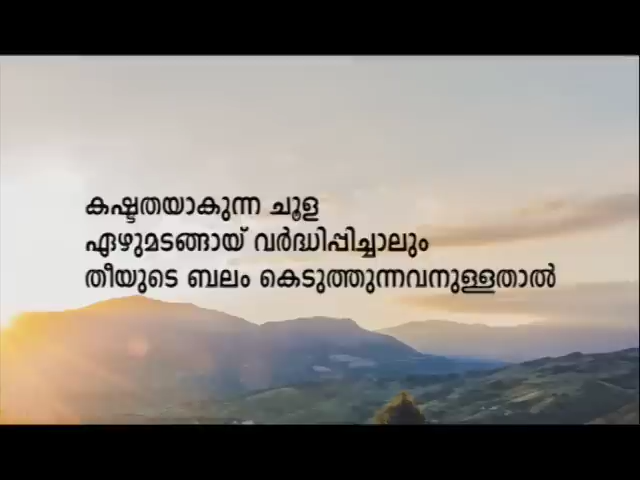 കഷ്ടതയാകുന്ന ചൂള
ഏഴുമടങ്ങായ് വർദ്ധിപ്പിച്ചാലും
തീയുടെ ബലം കെടുത്തുന്നവനുള്ളതാൽ